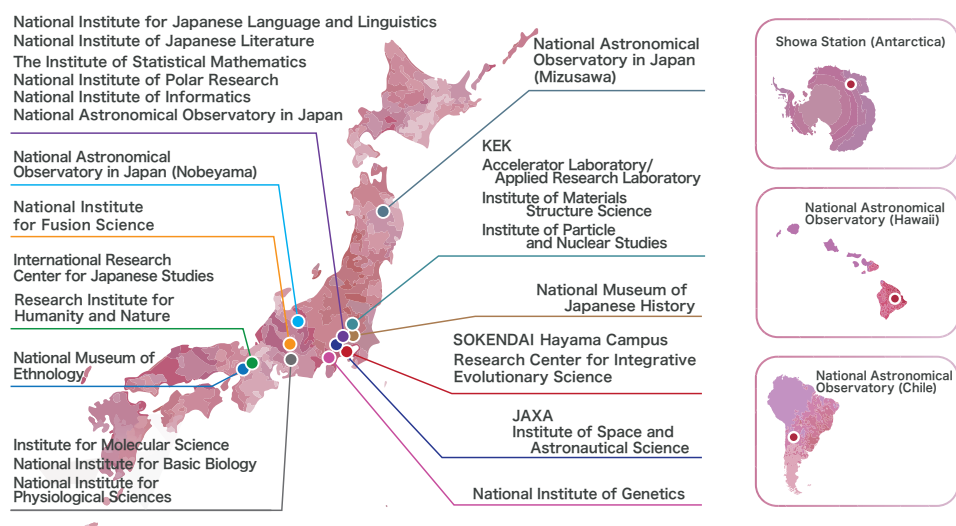 National Institute for Japanese Language and Linguistics
National Institute of Japanese Literature
The Institute of Statistical Mathematics
National Institute of Polar Research
National Institute of Informatics
National Astronomical Observatory in Japan
National Astronomical
Observatory in Japan (Nobeyama)
National Institute
for Fusion Science
International Research
Center for Japanese Studies
Research Institute for
Humanity and Nature
National Museum of
Ethnology
Institute for Molecular Science
National Institute for Basic Biology
National Institute for
Physiological Sciences
National Astronomical
Observatory in Japan
(Mizusawa)
KEK
Accelerator Laboratory/
Applied Research Laboratory
Institute of Materials
Structure Science
Institute of Particle
and Nuclear Studies
National Museum of
Japanese History
SOKENDAI Hayama Campus
Research Center for Integrative
Evolutionary Science
JAXA
Institute of Space and
Astronautical Science
National Institute of Genetics
Showa Station (Antarctica)
National Astronomical
Observatory (Hawaii)
National Astronomical
Observatory (Chile)